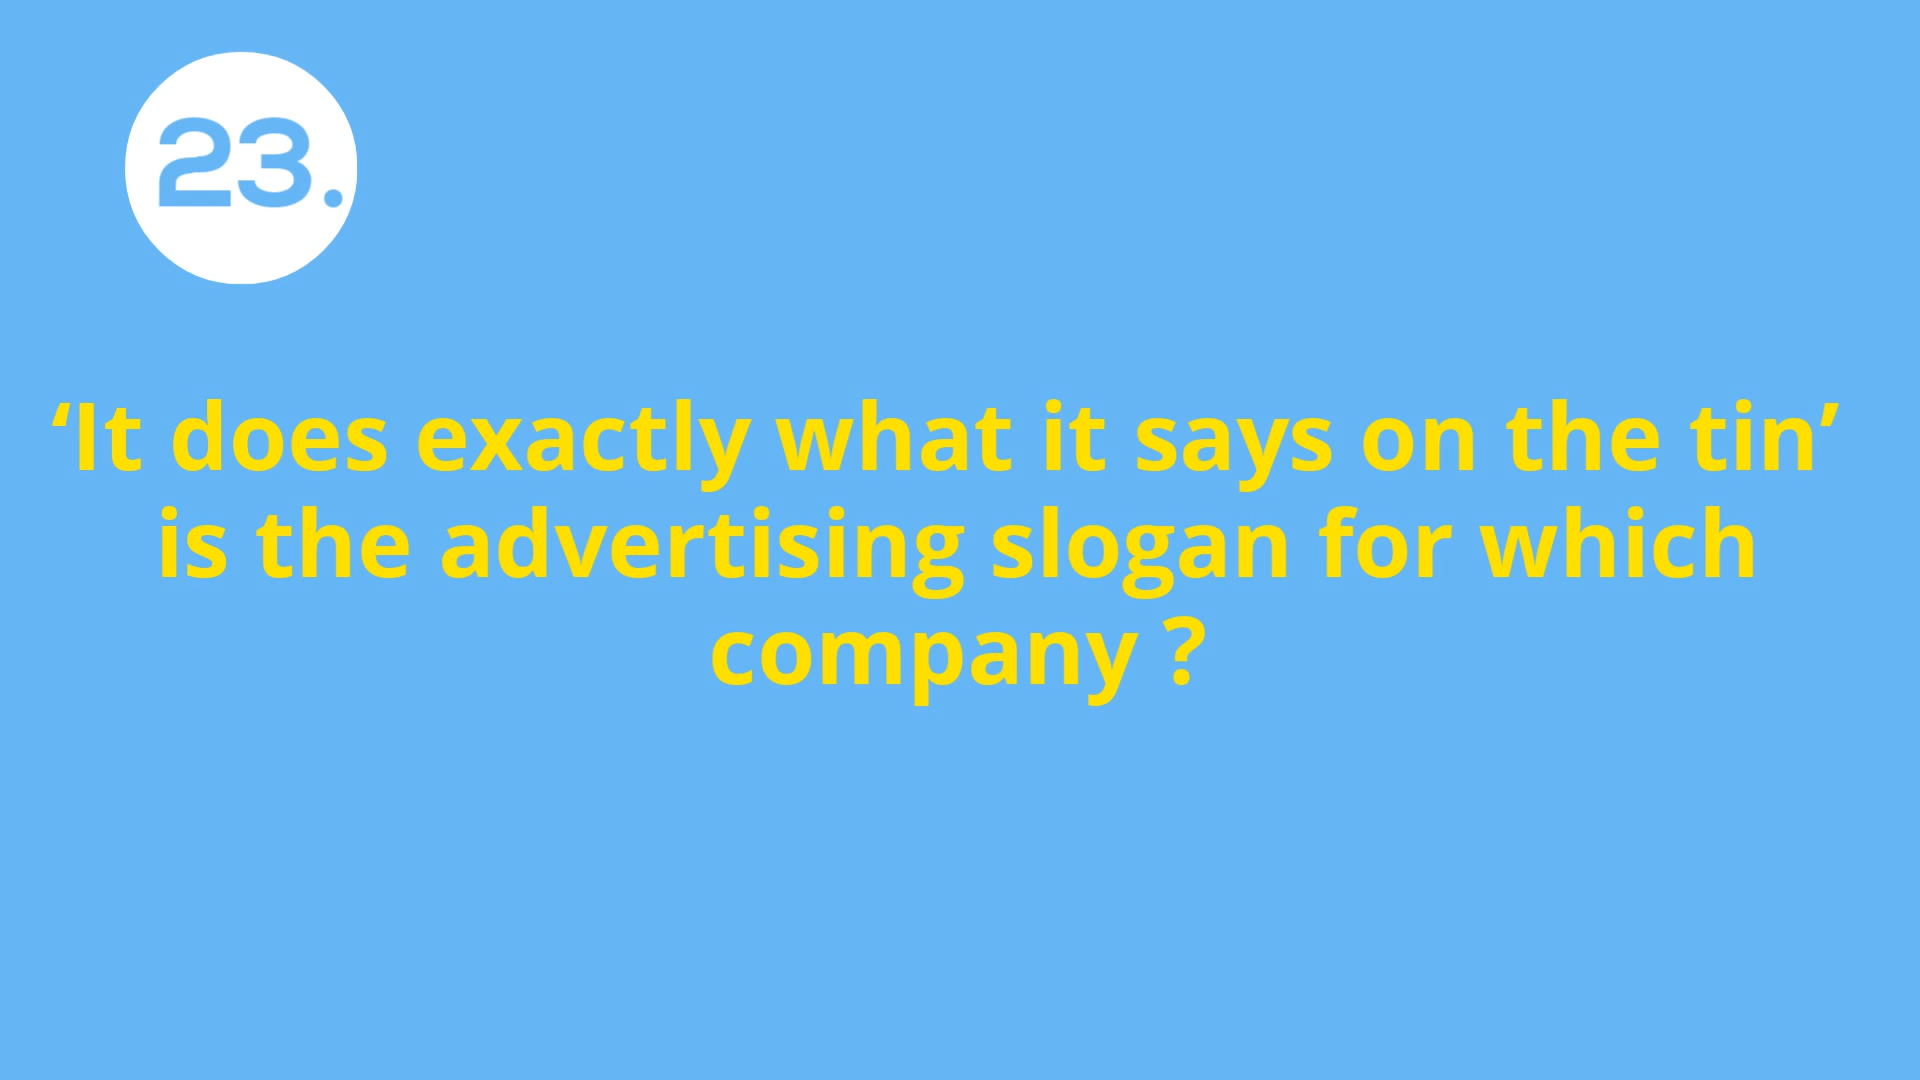 23.
‘It does exactly what it says on the tin’
is the advertising slogan for which
company ?